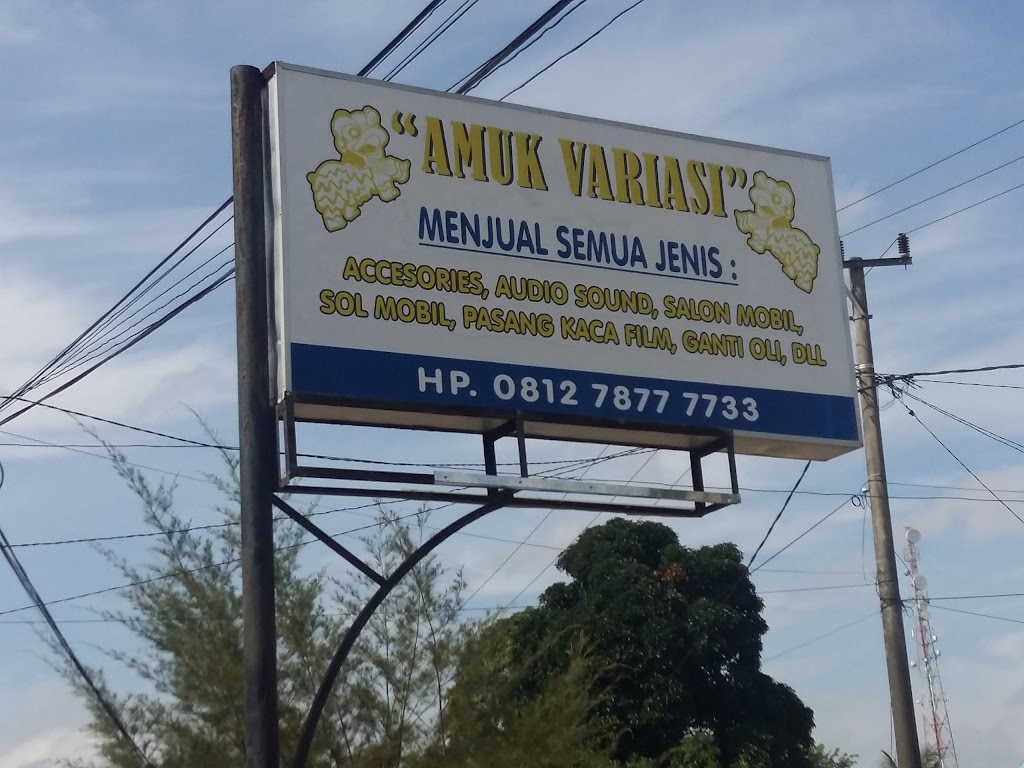 “AMUK VARIASI”
MENJUAL SEMUA JENIS :
ACCESORIES, AUDIO SOUND, SALON MOBIL,
SOL MOBIL, PASANG KACA FILM, GANTI OLI, DLL
HP. 0812 7877 7733